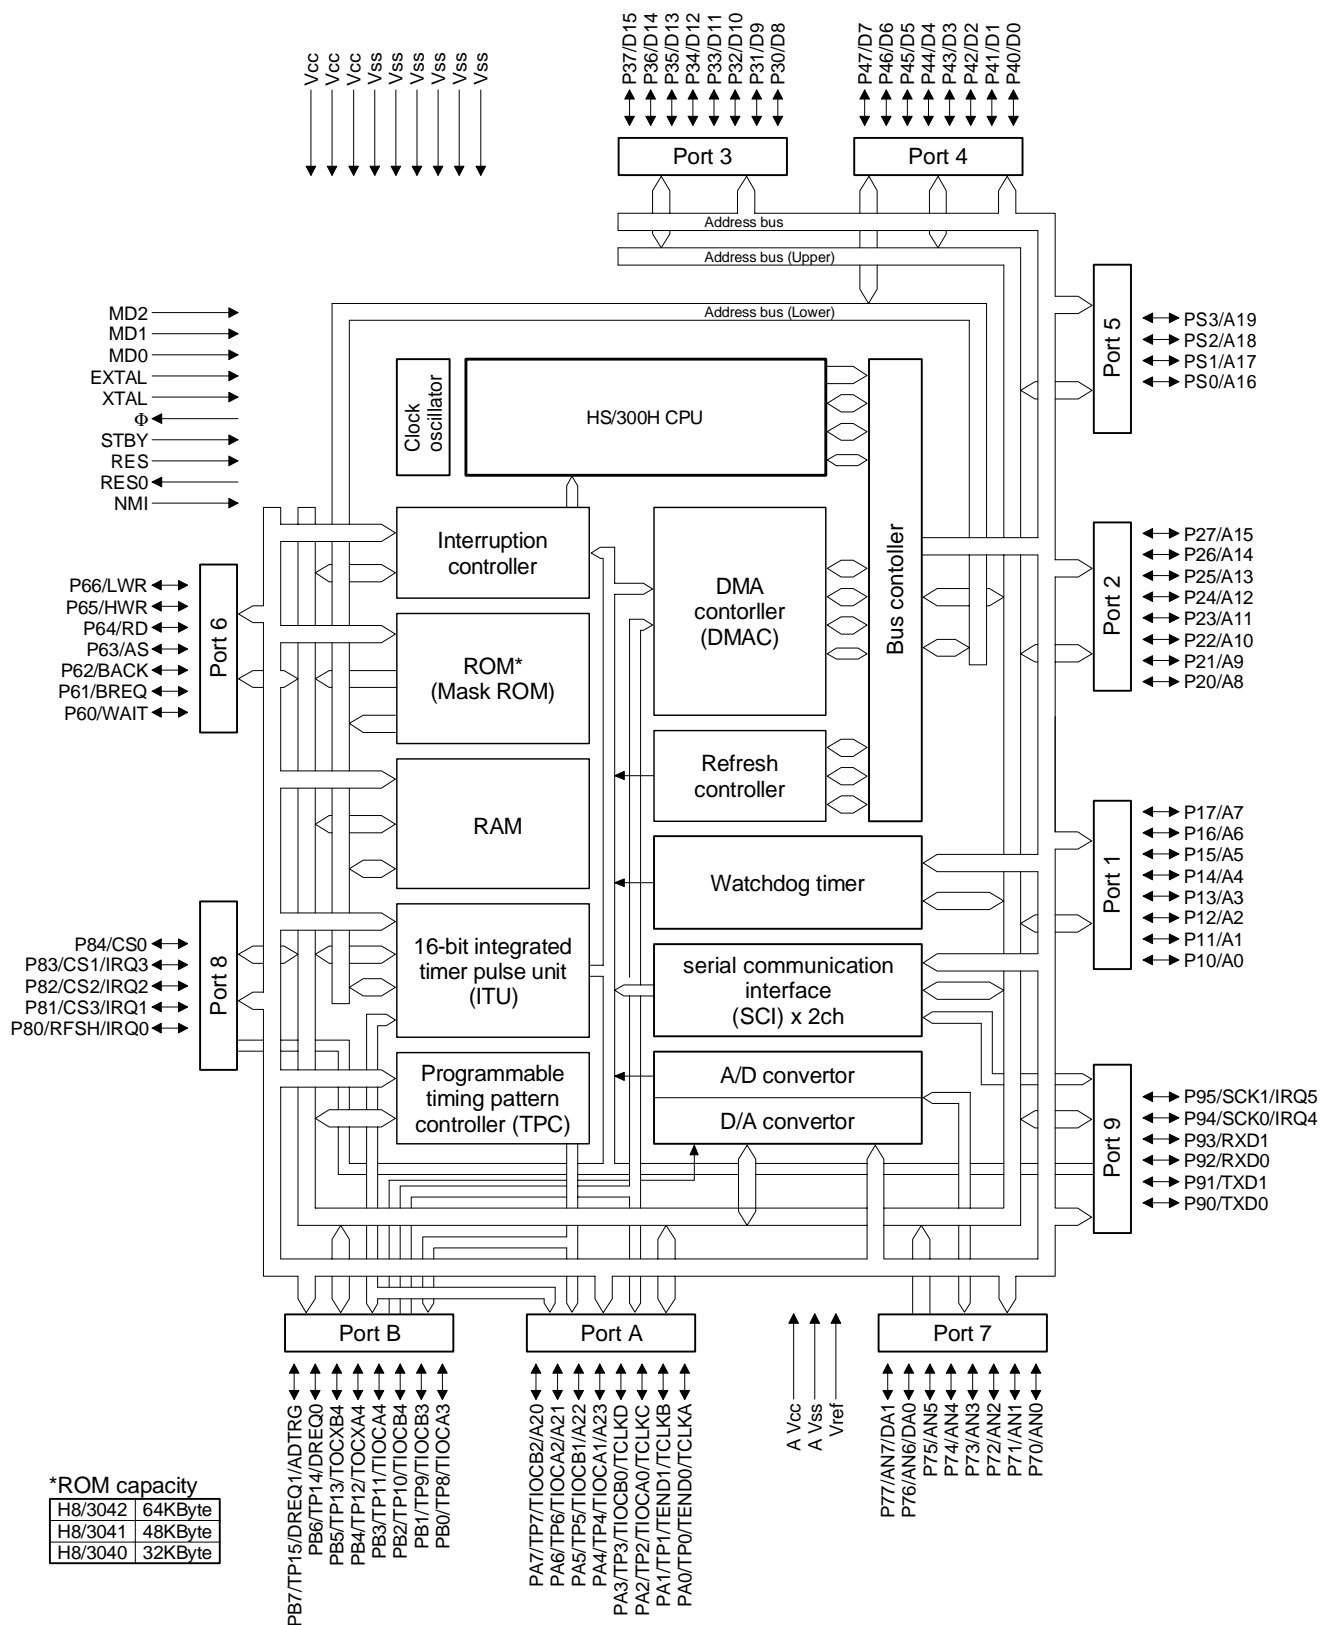 Vcc
Vcc
Vcc
Vss
Vss
Vss
Vss
Vss
Vss
P37/D15
P36/D14
P35/D13
P34/D12
P33/D11
P32/D10
P31/D9
P30/D8
P47/D7
P46/D6
P45/D5
P44/D4
P43/D3
P42/D2
P41/D1
P40/D0
Port 3
Port 4
Address bus
Address bus (Upper)
Address bus (Lower)
MD2
MD1
MD0
EXTAL
XTAL
Φ
STBY
RES
RES0
NMI
Clock
oscillator
HS/300H CPU
Bus contoller
Port 5
PS3/A19
PS2/A18
PS1/A17
PS0/A16
Interruption
controller
DMA
contorller
(DMAC)
Port 2
P27/A15
P26/A14
P25/A13
P24/A12
P23/A11
P22/A10
P21/A9
P20/A8
P66/LWR
P65/HWR
P64/RD
P63/AS
P62/BACK
P61/BREQ
P60/WAIT
Port 6
ROM*
(Mask ROM)
Refresh
controller
RAM
Watchdog timer
Port 1
P17/A7
P16/A6
P15/A5
P14/A4
P13/A3
P12/A2
P11/A1
P10/A0
P84/CS0
P83/CS1/IRQ3
P82/CS2/IRQ2
P81/CS3/IRQ1
P80/RFSH/IRQ0
Port 8
16-bit integrated
timer pulse unit
(ITU)
serial communication
interface
(SCI) x 2ch
Programmable
timing pattern
controller (TPC)
A/D convertor
D/A convertor
Port 9
P95/SCK1/IRQ5
P94/SCK0/IRQ4
P93/RXD1
P92/RXD0
P91/TXD1
P90/TXD0
Port B
Port A
A Vcc
A Vss
Vref
Port 7
PB7/TP15/DREQ1/ADTRG
PB6/TP14/DREQ0
PB5/TP13/TOCXB4
PB4/TP12/TOCXA4
PB3/TP11/TIOCA4
PB2/TP10/TIOCB4
PB1/TP9/TIOCB3
PB0/TP8/TIOCA3
PA7/TP7/TIOCB2/A20
PA6/TP6/TIOCA2/A21
PA5/TP5/TIOCB1/A22
PA4/TP4/TIOCA1/A23
PA3/TP3/TIOCB0/TCLKD
PA2/TP2/TIOCA0/TCLKC
PA1/TP1/TEND1/TCLKB
PA0/TP0/TEND0/TCLKA
P77/AN7/DA1
P76/AN6/DA0
P75/AN5
P74/AN4
P73/AN3
P72/AN2
P71/AN1
P70/AN0
*ROM capacity
H8/3042 64KByte
H8/3041 48KByte
H8/3040 32KByte